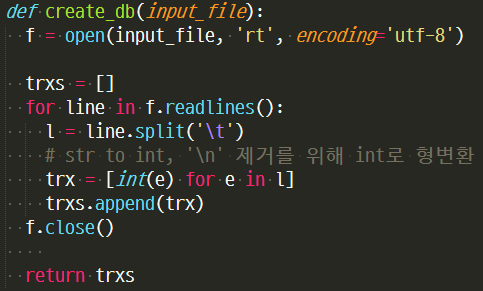 def create_db(input_file):
  f = open(input_file, 'rt', encoding='utf-8')

  trxs = []
  for line in f.readlines():
    l = line.split('\t')
    # str to int, '\n' 제거를 위해 int로 형변환
    trx = [int(e) for e in l]
    trxs.append(trx)
  f.close()

  return trxs